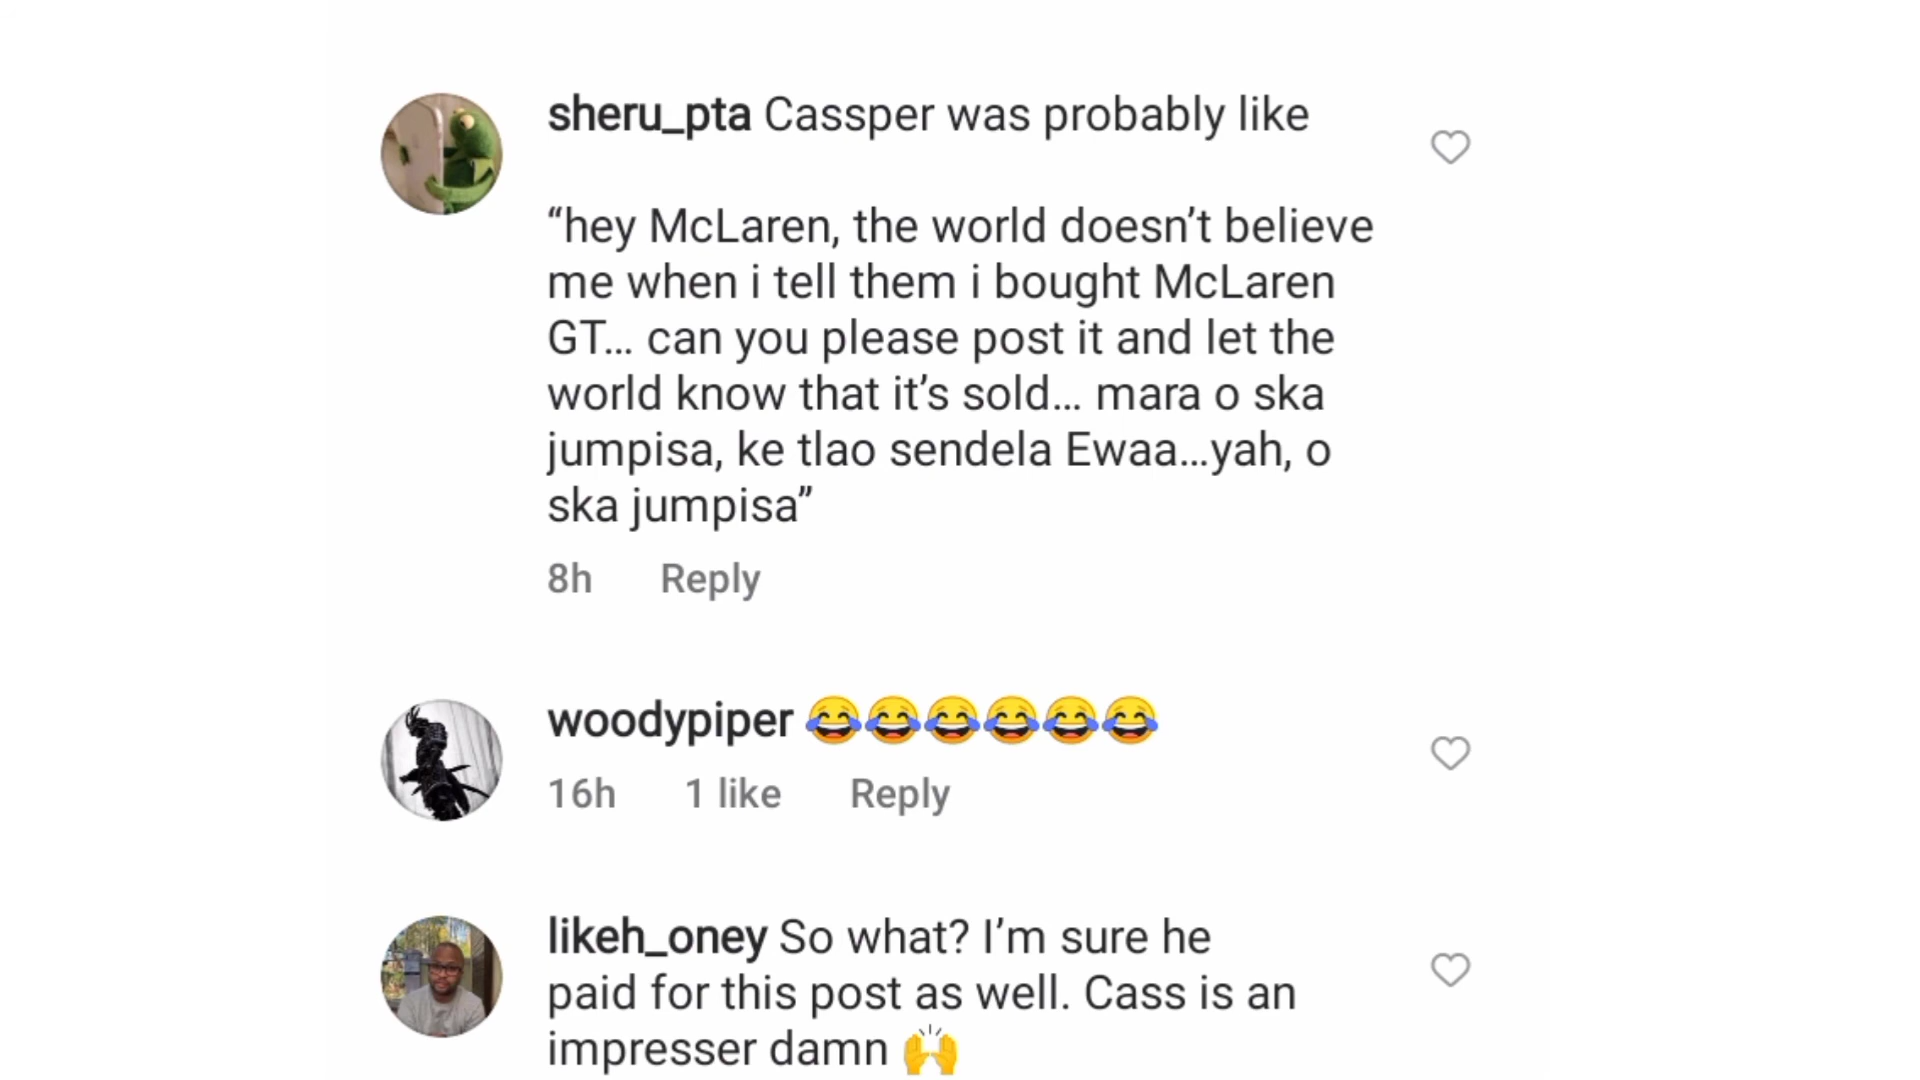 sheru_pta Cassper was probably like
“hey McLaren, the world doesn’t believe
me when i tell them i bought McLaren
GT... can you please post it and let the
world know that it’s sold... mara o ska
jumpisa, ke tlao sendela Ewaa...yah, o
ska jumpisa”
8h Reply
woodypiper 😂😂😂😂😂😂
16h 1 like Reply
likeh_oney So what? I’m sure he
paid for this post as well. Cass is an
impresser damn 🙌